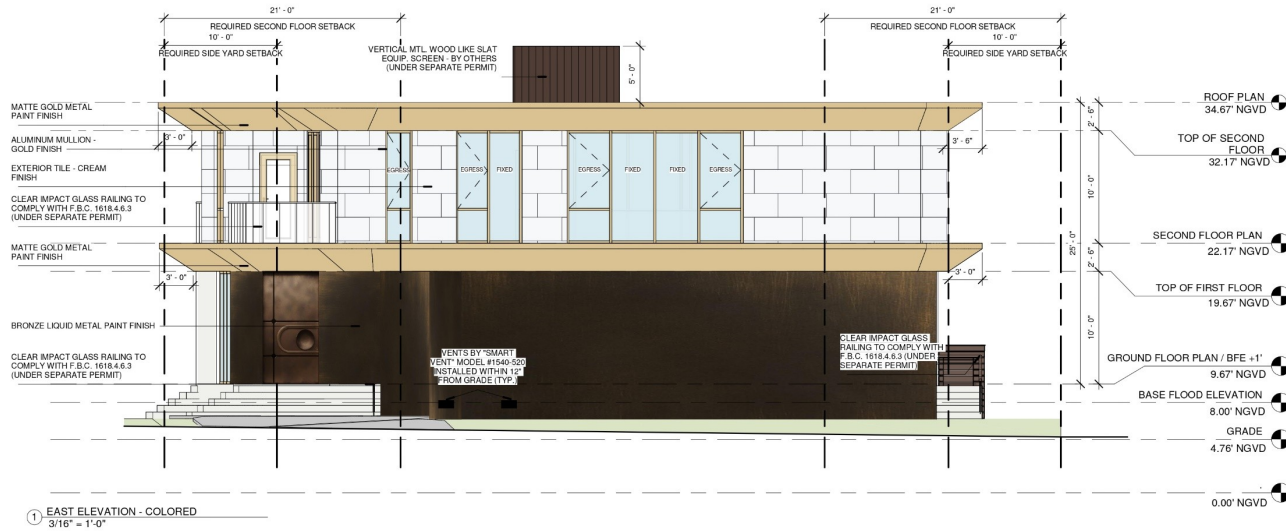 21' - 0"
REQUIRED SECOND FLOOR SETBACK
10' - 0"
REQUIRED SIDE YARD SETBACK
VERTICAL MTL. WOOD LIKE SLAT
EQUIP. SCREEN - BY OTHERS
(UNDER SEPARATE PERMIT)
5' - 0"
21' - 0"
REQUIRED SECOND FLOOR SETBACK
10' - 0"
REQUIRED SIDE YARD SETBACK
MATTE GOLD METAL
PAINT FINISH
ALUMINUM MULLION -
GOLD FINISH
EXTERIOR TILE - CREAM
FINISH
CLEAR IMPACT GLASS RAILING TO
COMPLY WITH F.B.C. 1618.4.6.3
(UNDER SEPARATE PERMIT)
MATTE GOLD METAL
PAINT FINISH
BRONZE LIQUID METAL PAINT FINISH
CLEAR IMPACT GLASS RAILING TO
COMPLY WITH F.B.C. 1618.4.6.3
(UNDER SEPARATE PERMIT)
3' - 0"
3' - 0"
EGRESS
EGRESS
FIXED
EGRESS
FIXED
FIXED
EGRESS
3' - 6"
3' - 0"
VENTS BY "SMART
VENT" MODEL #1540-520
INSTALLED WITHIN 12"
FROM GRADE (TYP.)
CLEAR IMPACT GLASS
RAILING TO COMPLY WITH
F.B.C. 1618.4.6.3 (UNDER
SEPARATE PERMIT)
25' - 0"
2' - 6"
10' - 0"
2' - 6"
10' - 0"
ROOF PLAN
34.67' NGVD
TOP OF SECOND
FLOOR
32.17' NGVD
SECOND FLOOR PLAN
22.17' NGVD
TOP OF FIRST FLOOR
19.67' NGVD
GROUND FLOOR PLAN / BFE +1'
9.67' NGVD
BASE FLOOD ELEVATION
8.00' NGVD
GRADE
4.76' NGVD
0.00' NGVD
1 EAST ELEVATION - COLORED
3/16" = 1'-0"